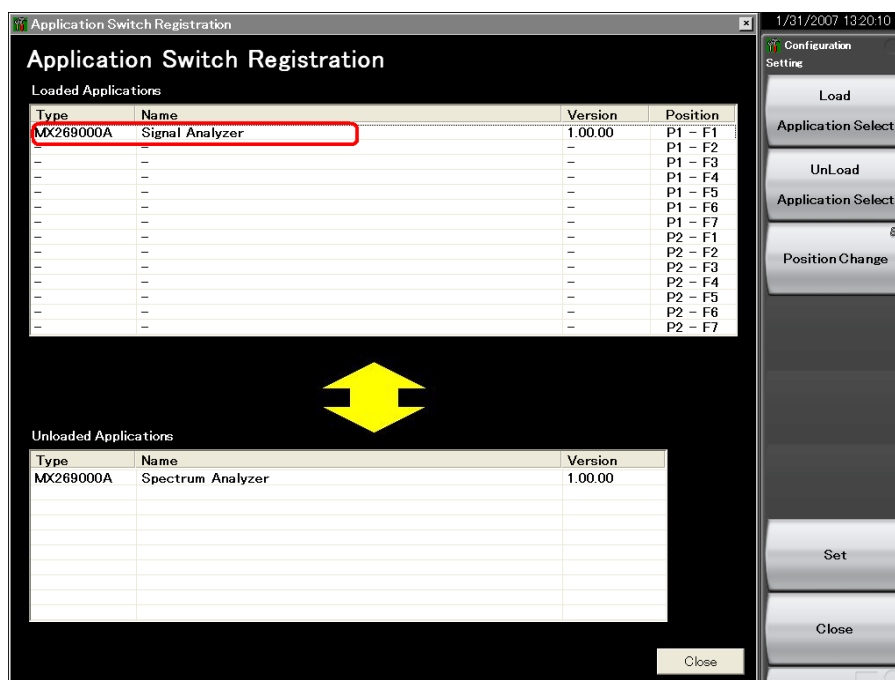 Application Switch Registration
1/31/2007 13:20:10
Application Switch Registration
Loaded Applications
Type Name Version Position
MX269000A Signal Analyzer 1.00.00 P1 - F1
- - - P1 - F2
- - - P1 - F3
- - - P1 - F4
- - - P1 - F5
- - - P1 - F6
- - - P1 - F7
- - - P2 - F1
- - - P2 - F2
- - - P2 - F3
- - - P2 - F4
- - - P2 - F5
- - - P2 - F6
- - - P2 - F7
Unloaded Applications
Type Name Version
MX269000A Spectrum Analyzer 1.00.00
Close
Configuration
Setting
Load
Application Select
UnLoad
Application Select
Position Change
Set
Close